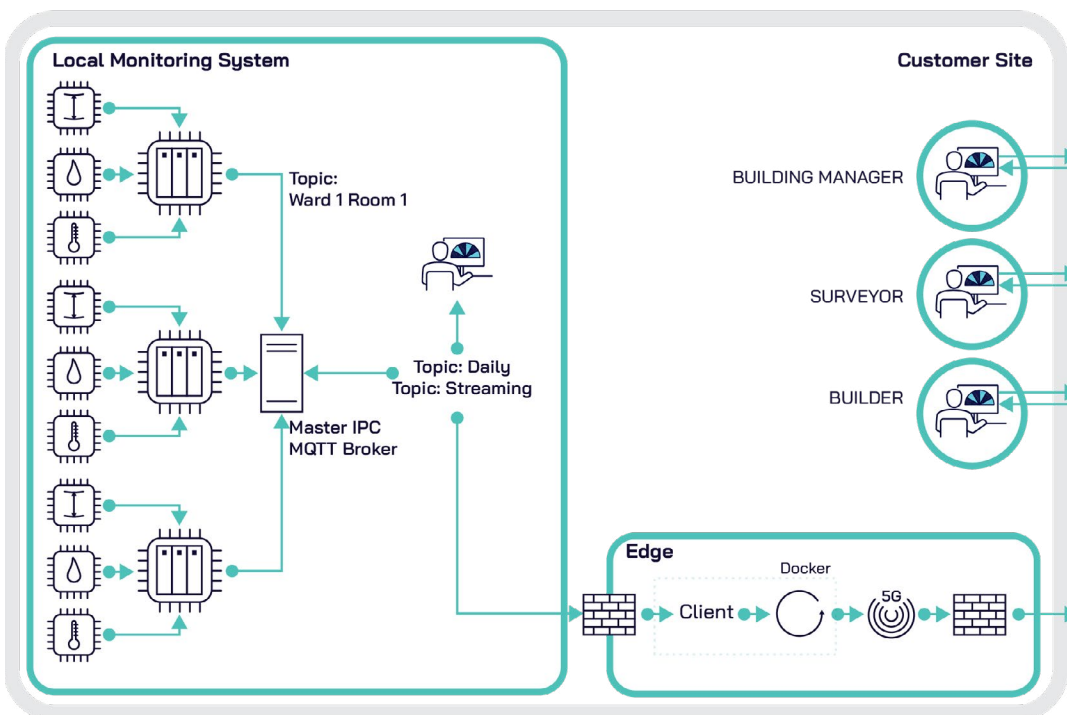 Local Monitoring System
Customer Site
Topic:
Ward 1 Room 1
BUILDING MANAGER
SURVEYOR
Topic: Daily
Topic: Streaming
BUILDER
Master IPC
MQTT Broker
Edge
Docker
Client
5G